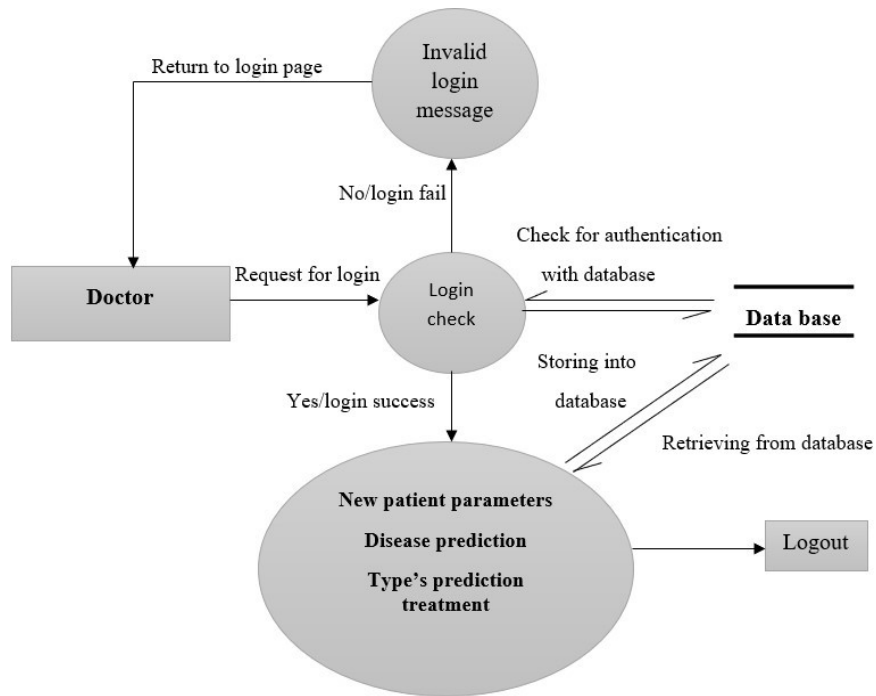 Invalid
login
message
Return to login page
No/login fail
Check for authentication
with database
Doctor
Request for login
Login
check
Data base
Storing into
database
Yes/login success
Retrieving from database
New patient parameters
Disease prediction
Type’s prediction
treatment
Logout